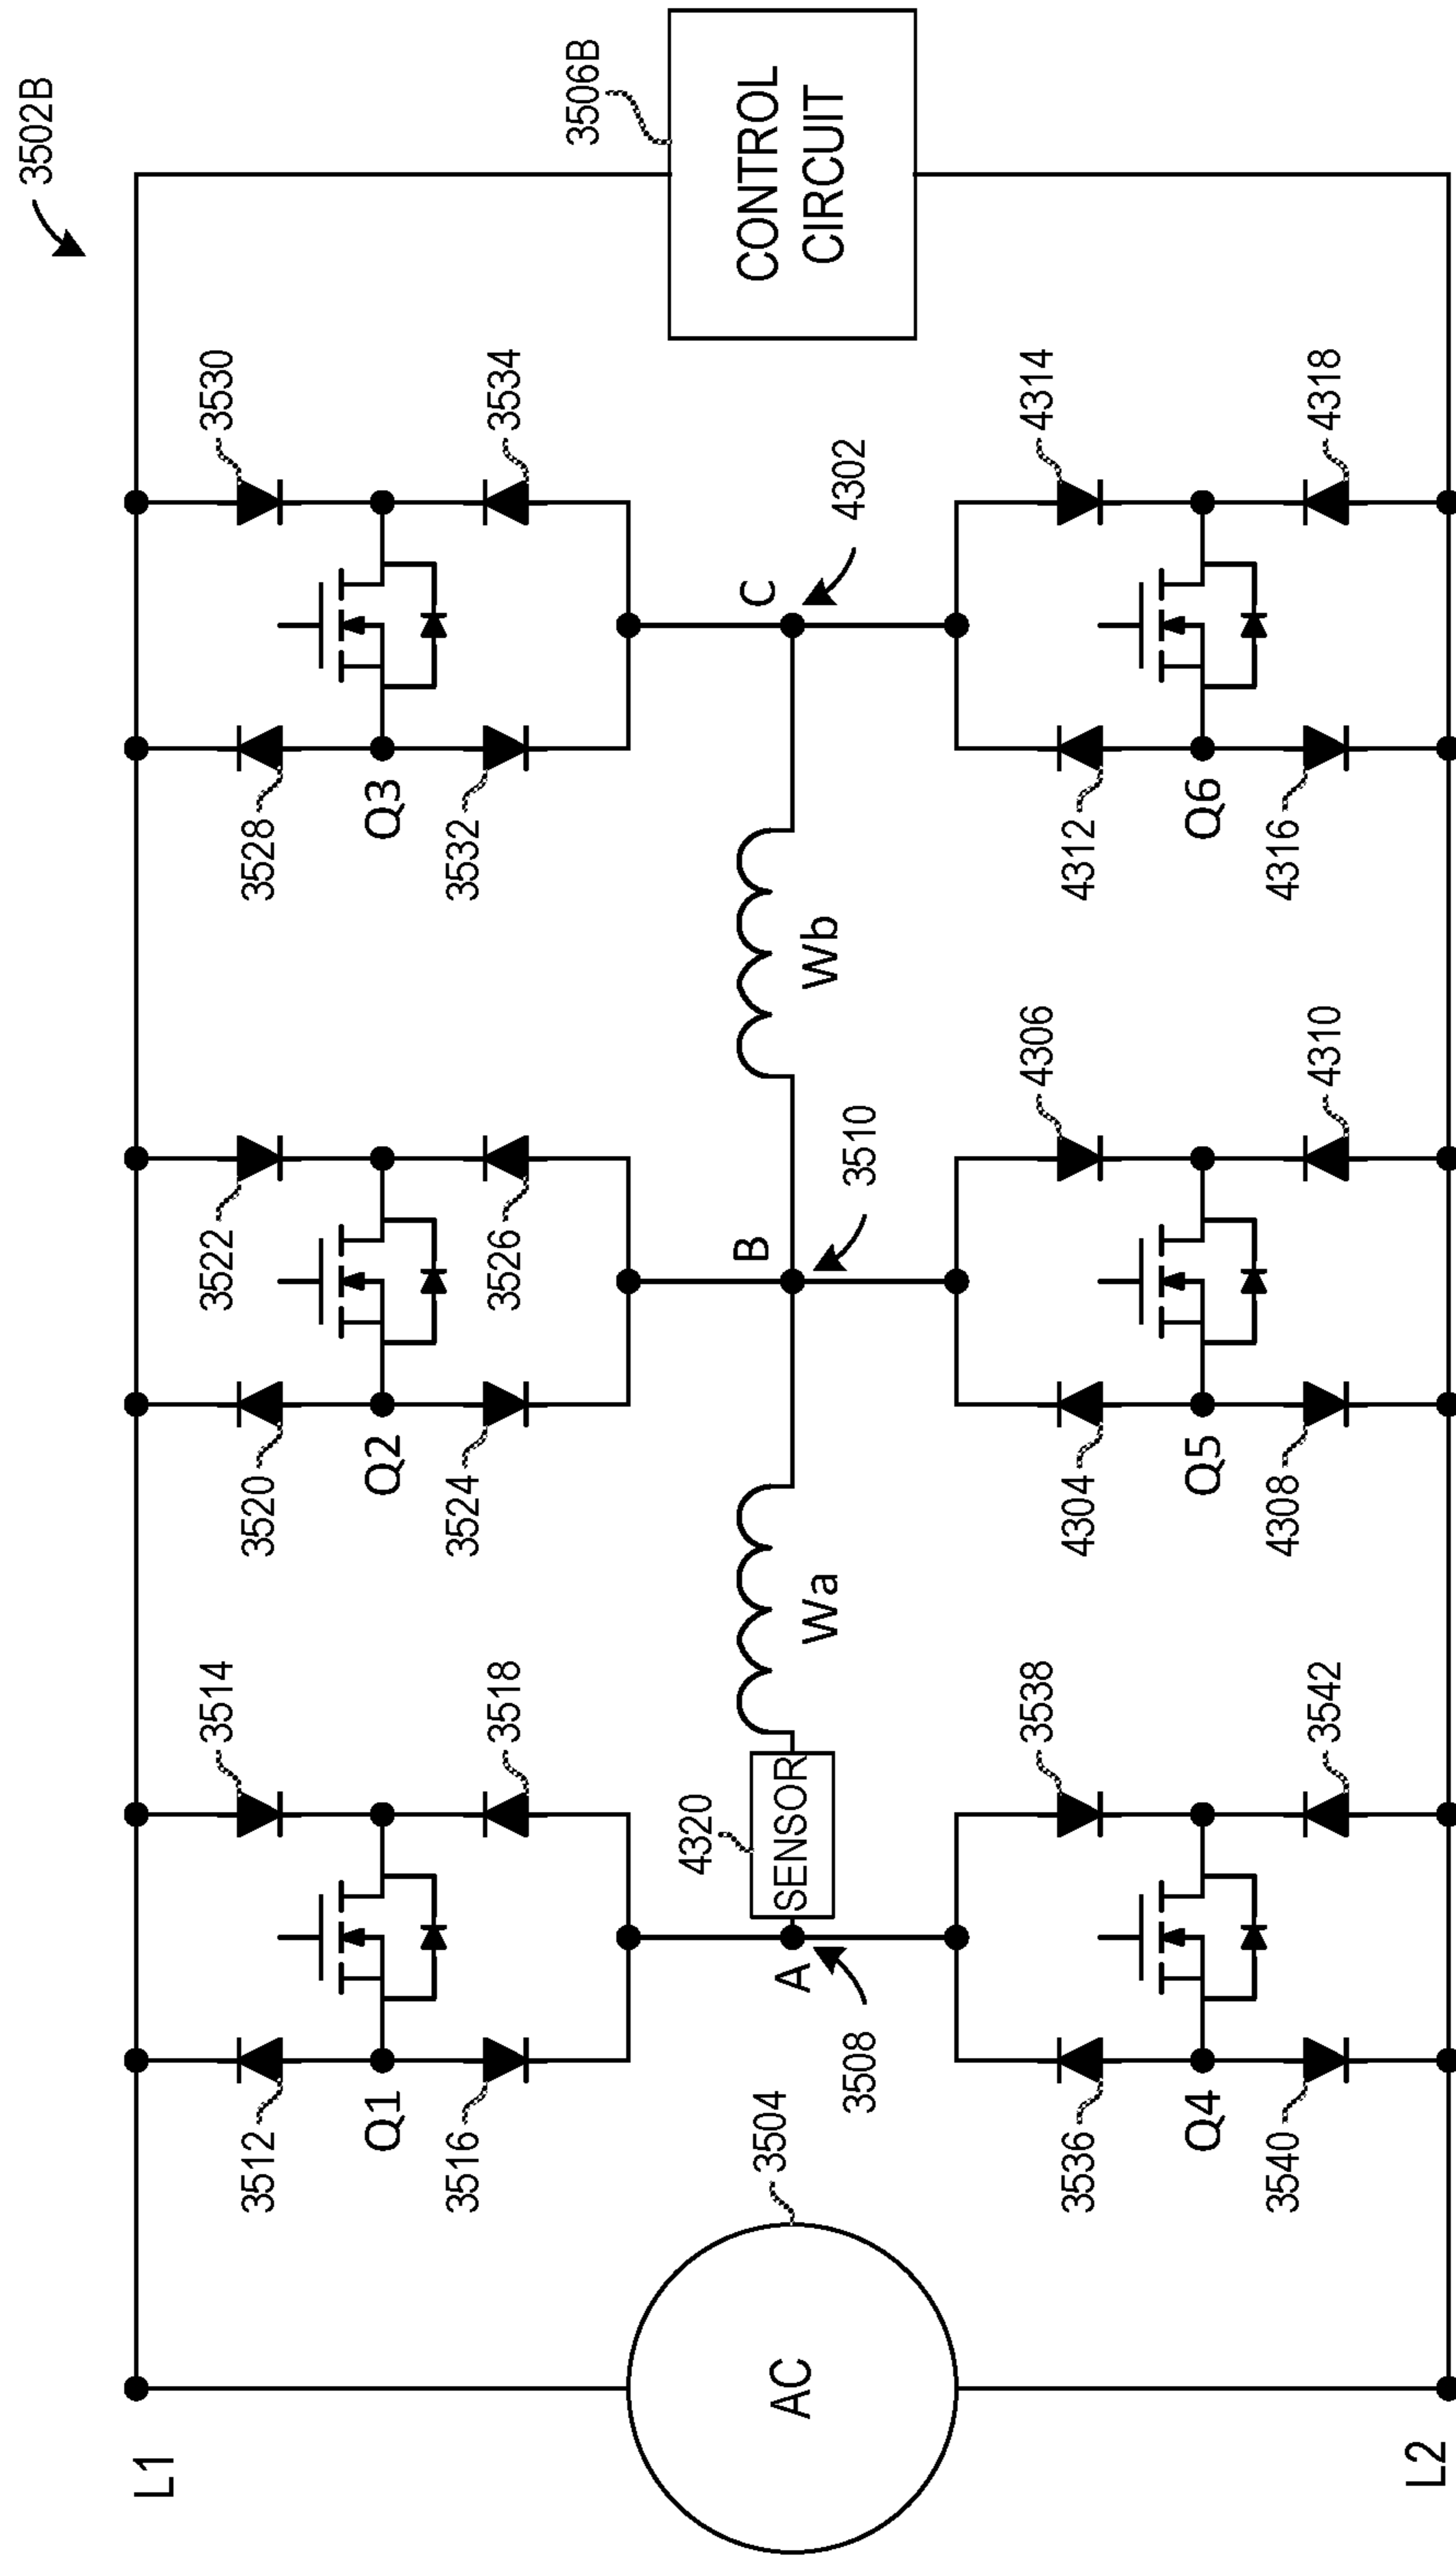 3502B
L1
3512
3514
Q1
3516
3518
3520
3522
Q2
3524
3526
3528
3530
Q3
3532
3534
3506B
CONTROL
CIRCUIT
AC
3504
A
3508
4320
SENSOR
Wa
B
3510
Wb
C
4302
3536
3538
Q4
3540
3542
4304
4306
Q5
4308
4310
4312
4314
Q6
4316
4318
L2